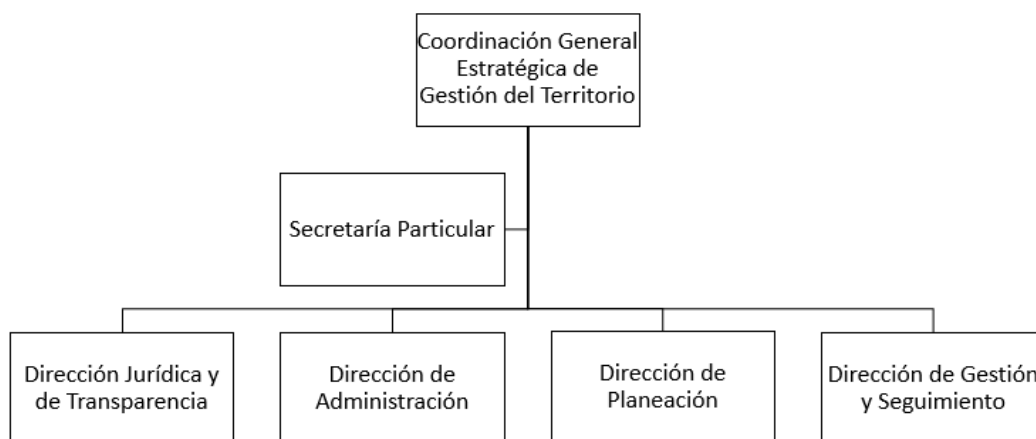 Coordinación General
Estratégica de
Gestión del Territorio
Secretaría Particular
Dirección Jurídica y
de Transparencia
Dirección de
Administración
Dirección de
Planeación
Dirección de Gestión
y Seguimiento